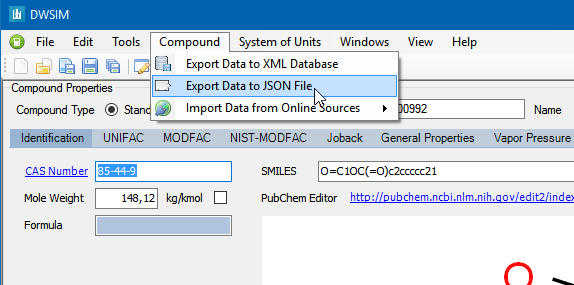 DWSIM
File Edit Tools Compound System of Units Windows View Help
Export Data to XML Database
Export Data to JSON File
Import Data from Online Sources
Compound Properties
Compound Type 00992 Name
Identification UNIFAC MODFAC NIST-MODFAC Joback General Properties Vapor Pressure
CAS Number 85-44-9 SMILES O=C1OC(=O)c2ccccc21
Mole Weight 148,12 kg/kmol PubChem Editor http://pubchem.ncbi.nlm.nih.gov/edit2/index
Formula